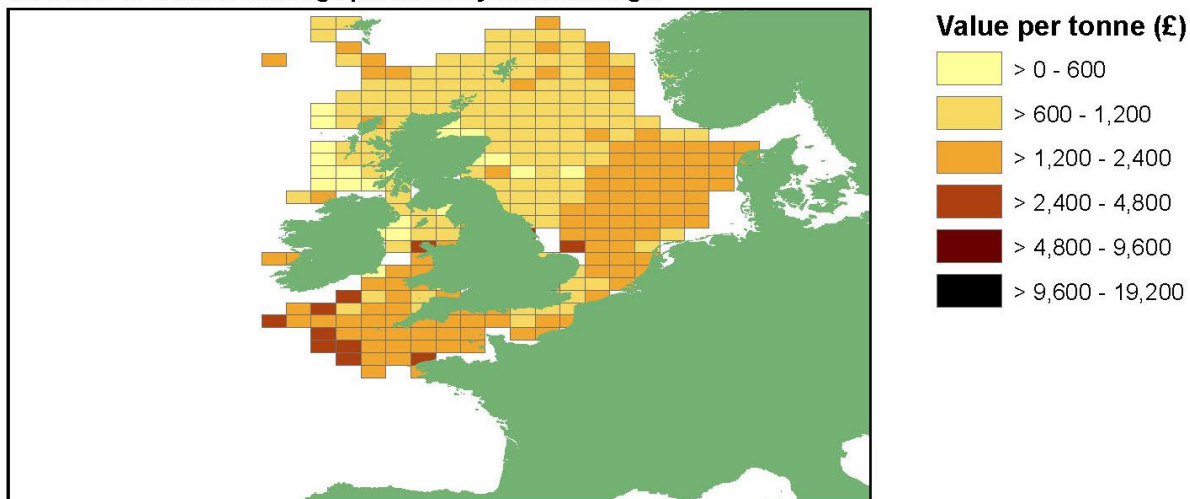 Value per tonne (£)
> 0 - 600
> 600 - 1,200
> 1,200 - 2,400
> 2,400 - 4,800
> 4,800 - 9,600
> 9,600 - 19,200